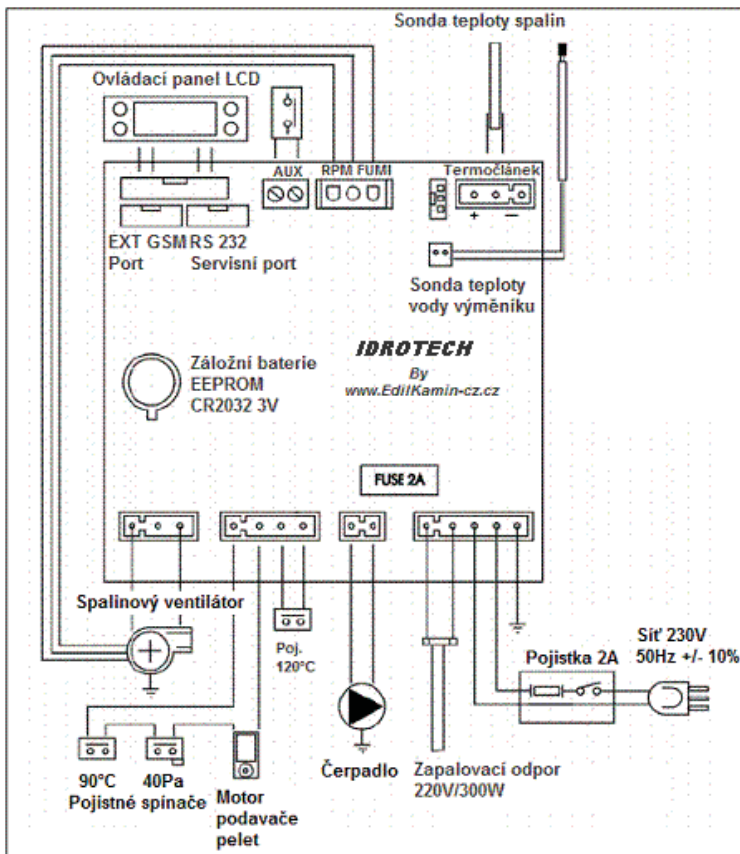 Sonda teploty spalin
Ovládací panel LCD
AUX
RPM FUMI
Termočlánek
+ −
EXT GSM
Port
RS 232
Servisní port
Sonda teploty
vody výměníku
IDROTECH
By
www.EdilKamin-cz.cz
Záložní baterie
EEPROM
CR2032 3V
FUSE 2A
Spalinový ventilátor
Poj.
120°C
Síť 230V
50Hz +/- 10%
Pojistka 2A
90°C
40Pa
Pojistné spínače
Motor
podavače
pelet
Čerpadlo
Zapalovací odpor
220V/300W